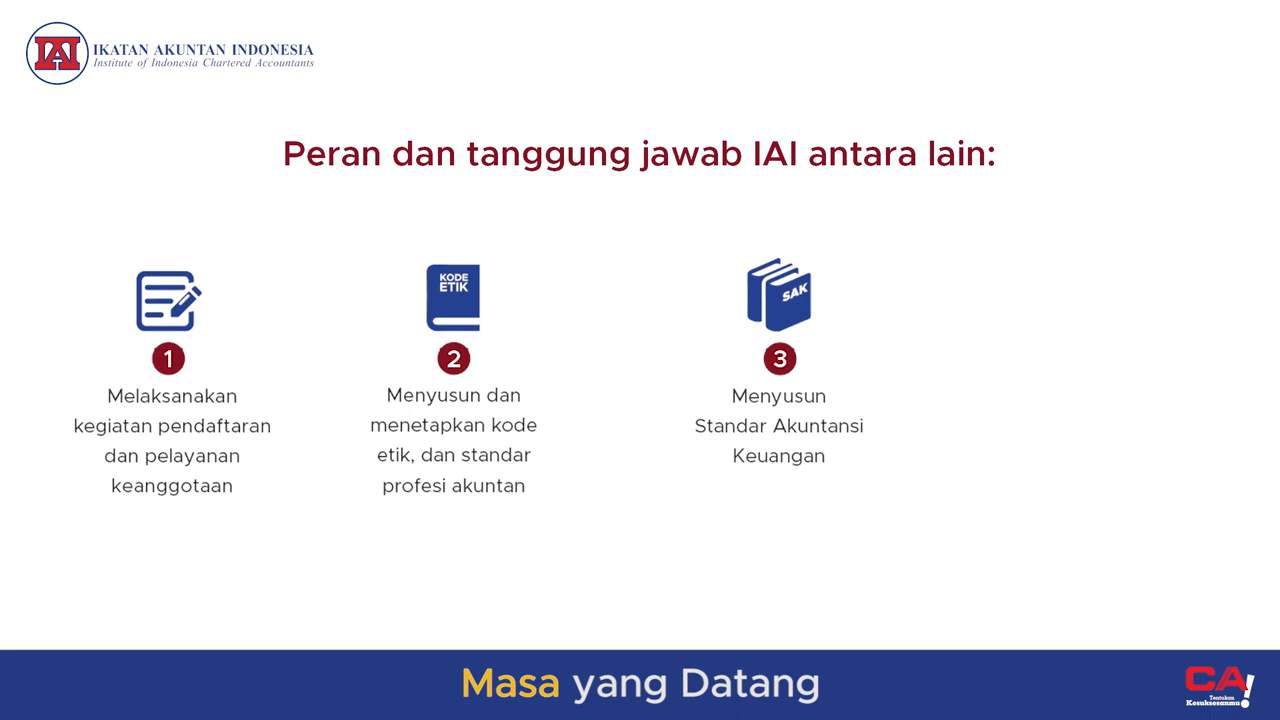 IAI
IKATAN AKUNTAN INDONESIA
Institute of Indonesia Chartered Accountants
Peran dan tanggung jawab IAI antara lain:
KODE
ETIK
SAK
1
2
3
Melaksanakan
kegiatan pendaftaran
dan pelayanan
keanggotaan
Menyusun dan
menetapkan kode
etik, dan standar
profesi akuntan
Menyusun
Standar Akuntansi
Keuangan
Masa yang Datang
CA!
Tentukan
Kesuksesanmu